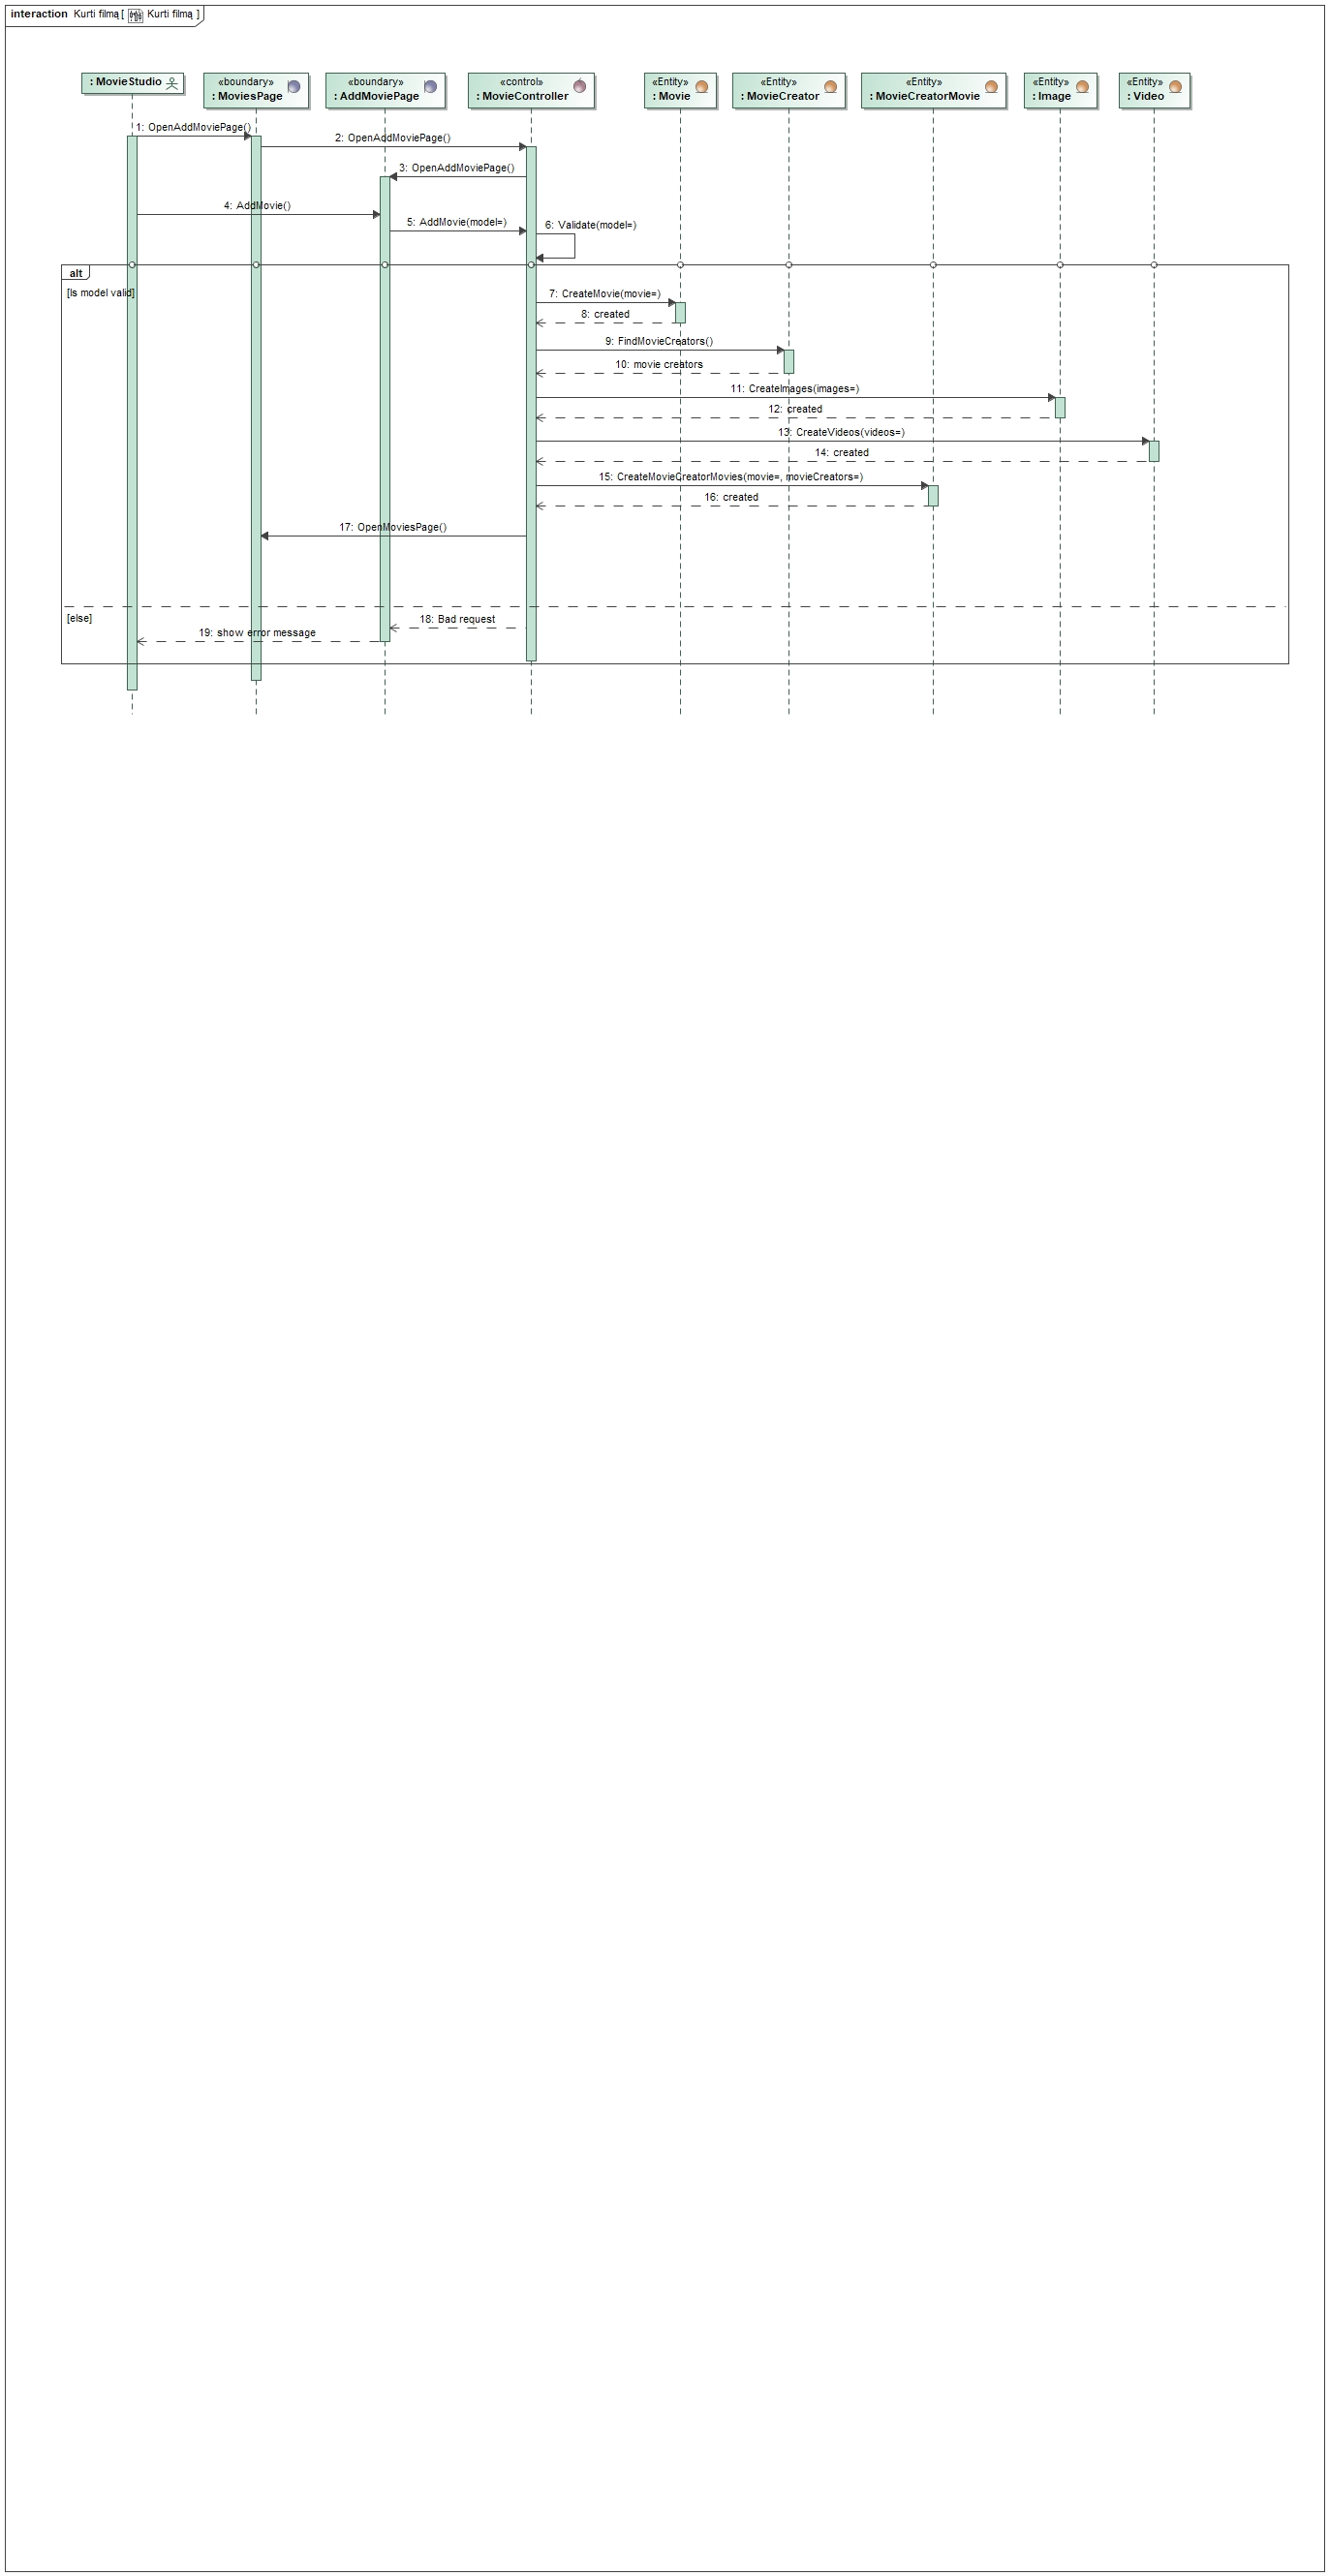 interaction Kurti filmą [ Kurti filmą ]
: MovieStudio
«boundary»
: MoviesPage
«boundary»
: AddMoviePage
«control»
: MovieController
«Entity»
: Movie
«Entity»
: MovieCreator
«Entity»
: MovieCreatorMovie
«Entity»
: Image
«Entity»
: Video
1: OpenAddMoviePage()
2: OpenAddMoviePage()
3: OpenAddMoviePage()
4: AddMovie()
5: AddMovie(model=)
6: Validate(model=)
alt
[Is model valid]
7: CreateMovie(movie=)
8: created
9: FindMovieCreators()
10: movie creators
11: CreateImages(images=)
12: created
13: CreateVideos(videos=)
14: created
15: CreateMovieCreatorMovies(movie=, movieCreators=)
16: created
17: OpenMoviesPage()
[else]
18: Bad request
19: show error message